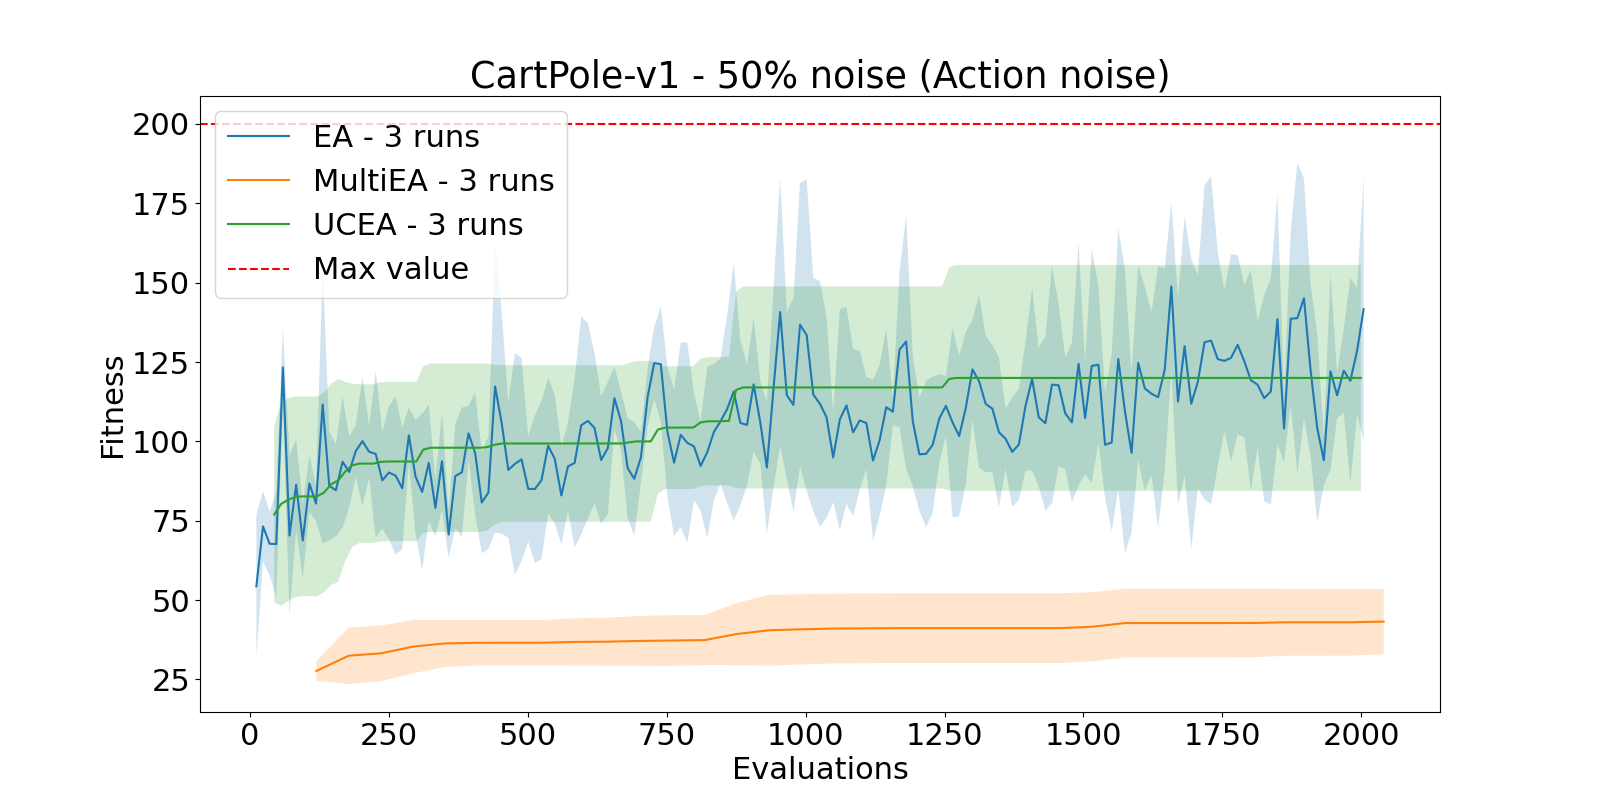 CartPole-v1 - 50% noise (Action noise)
200
175
150
125
100
75
50
25
Fitness
EA - 3 runs
MultiEA - 3 runs
UCEA - 3 runs
Max value
0 250 500 750 1000 1250 1500 1750 2000
Evaluations